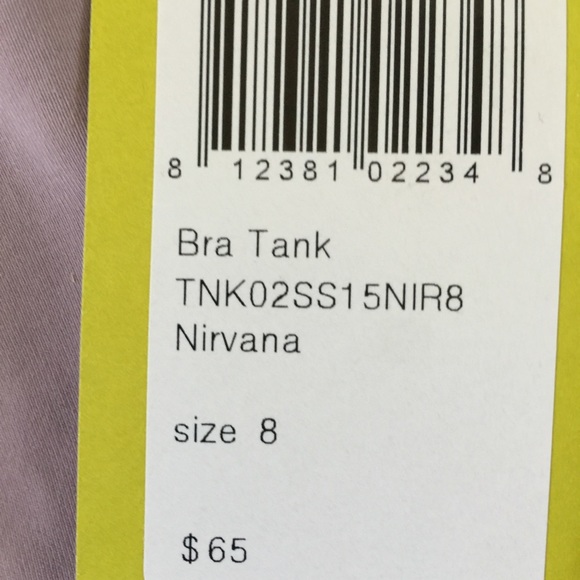 8 12381 02234 8
Bra Tank
TNK02SS15NIR8
Nirvana
size 8
$65